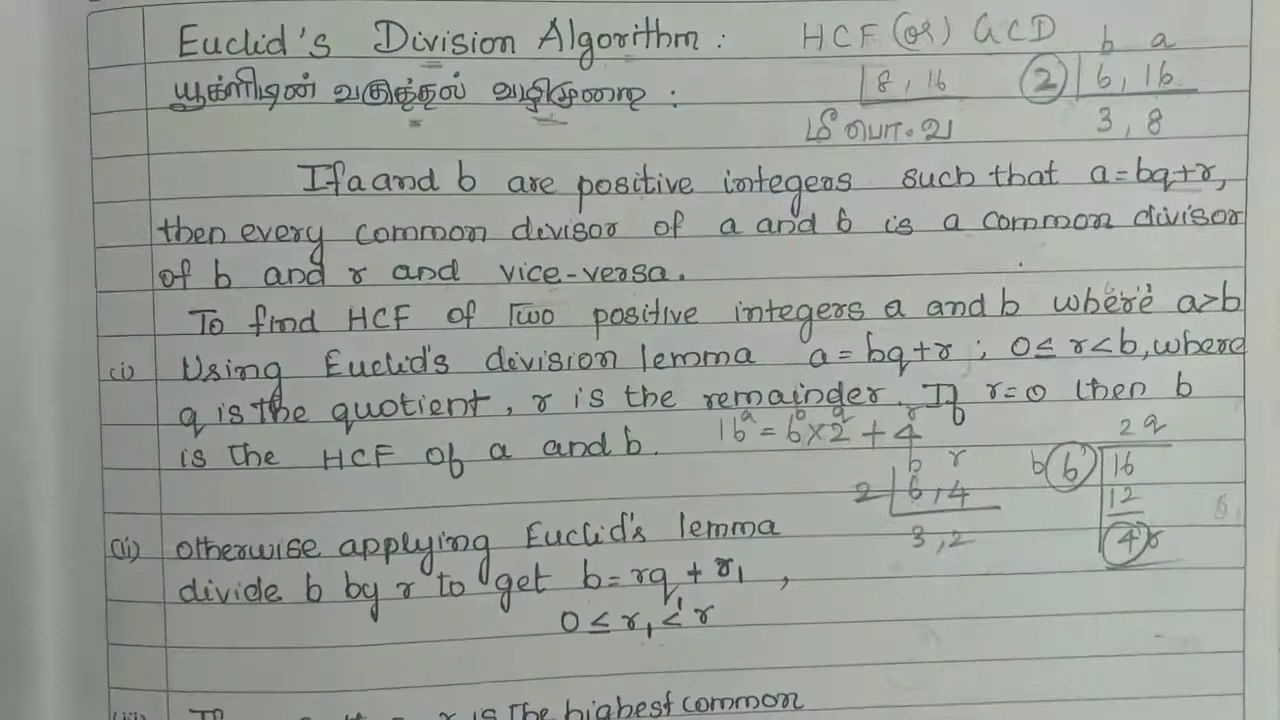 Euclid's Division Algorithm :
HCF (or) GCD
b a
8, 16
2 6, 16
யூக்ளிடின் வகுத்தல் வழிமுறை :
மீ பொ. வ
3, 8
If a and b are positive integers such that a = bq + r,
then every common divisor of a and b is a common divisor
of b and r and vice-versa.
To find HCF of Two positive integers a and b where a>b
(i) Using Euclid's division lemma a = bq + r ; 0 ≤ r < b, where
q is the quotient, r is the remainder. If r = 0 then b
is the HCF of a and b.
a b q r
16 = 6 × 2 + 4
2 q
b 6 16
12
4 r
b r
2 6, 4
3, 2
(ii) otherwise applying Euclid's lemma
divide b by r to get b = rq + r₁ ,
0 ≤ r₁ < r
(iii)
r is the highest common